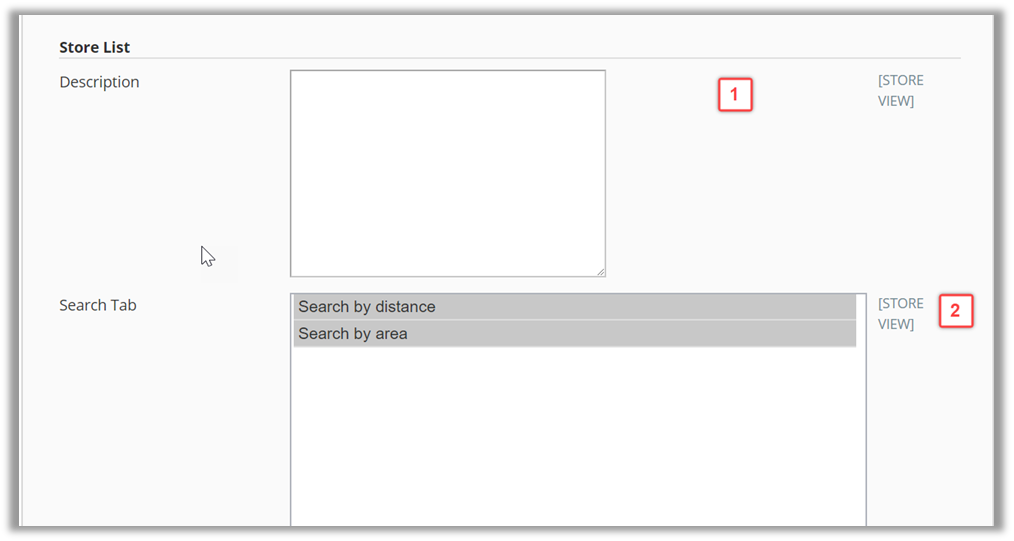 Store List
Description
1
[STORE
VIEW]
Search Tab
Search by distance
Search by area
[STORE
VIEW]
2